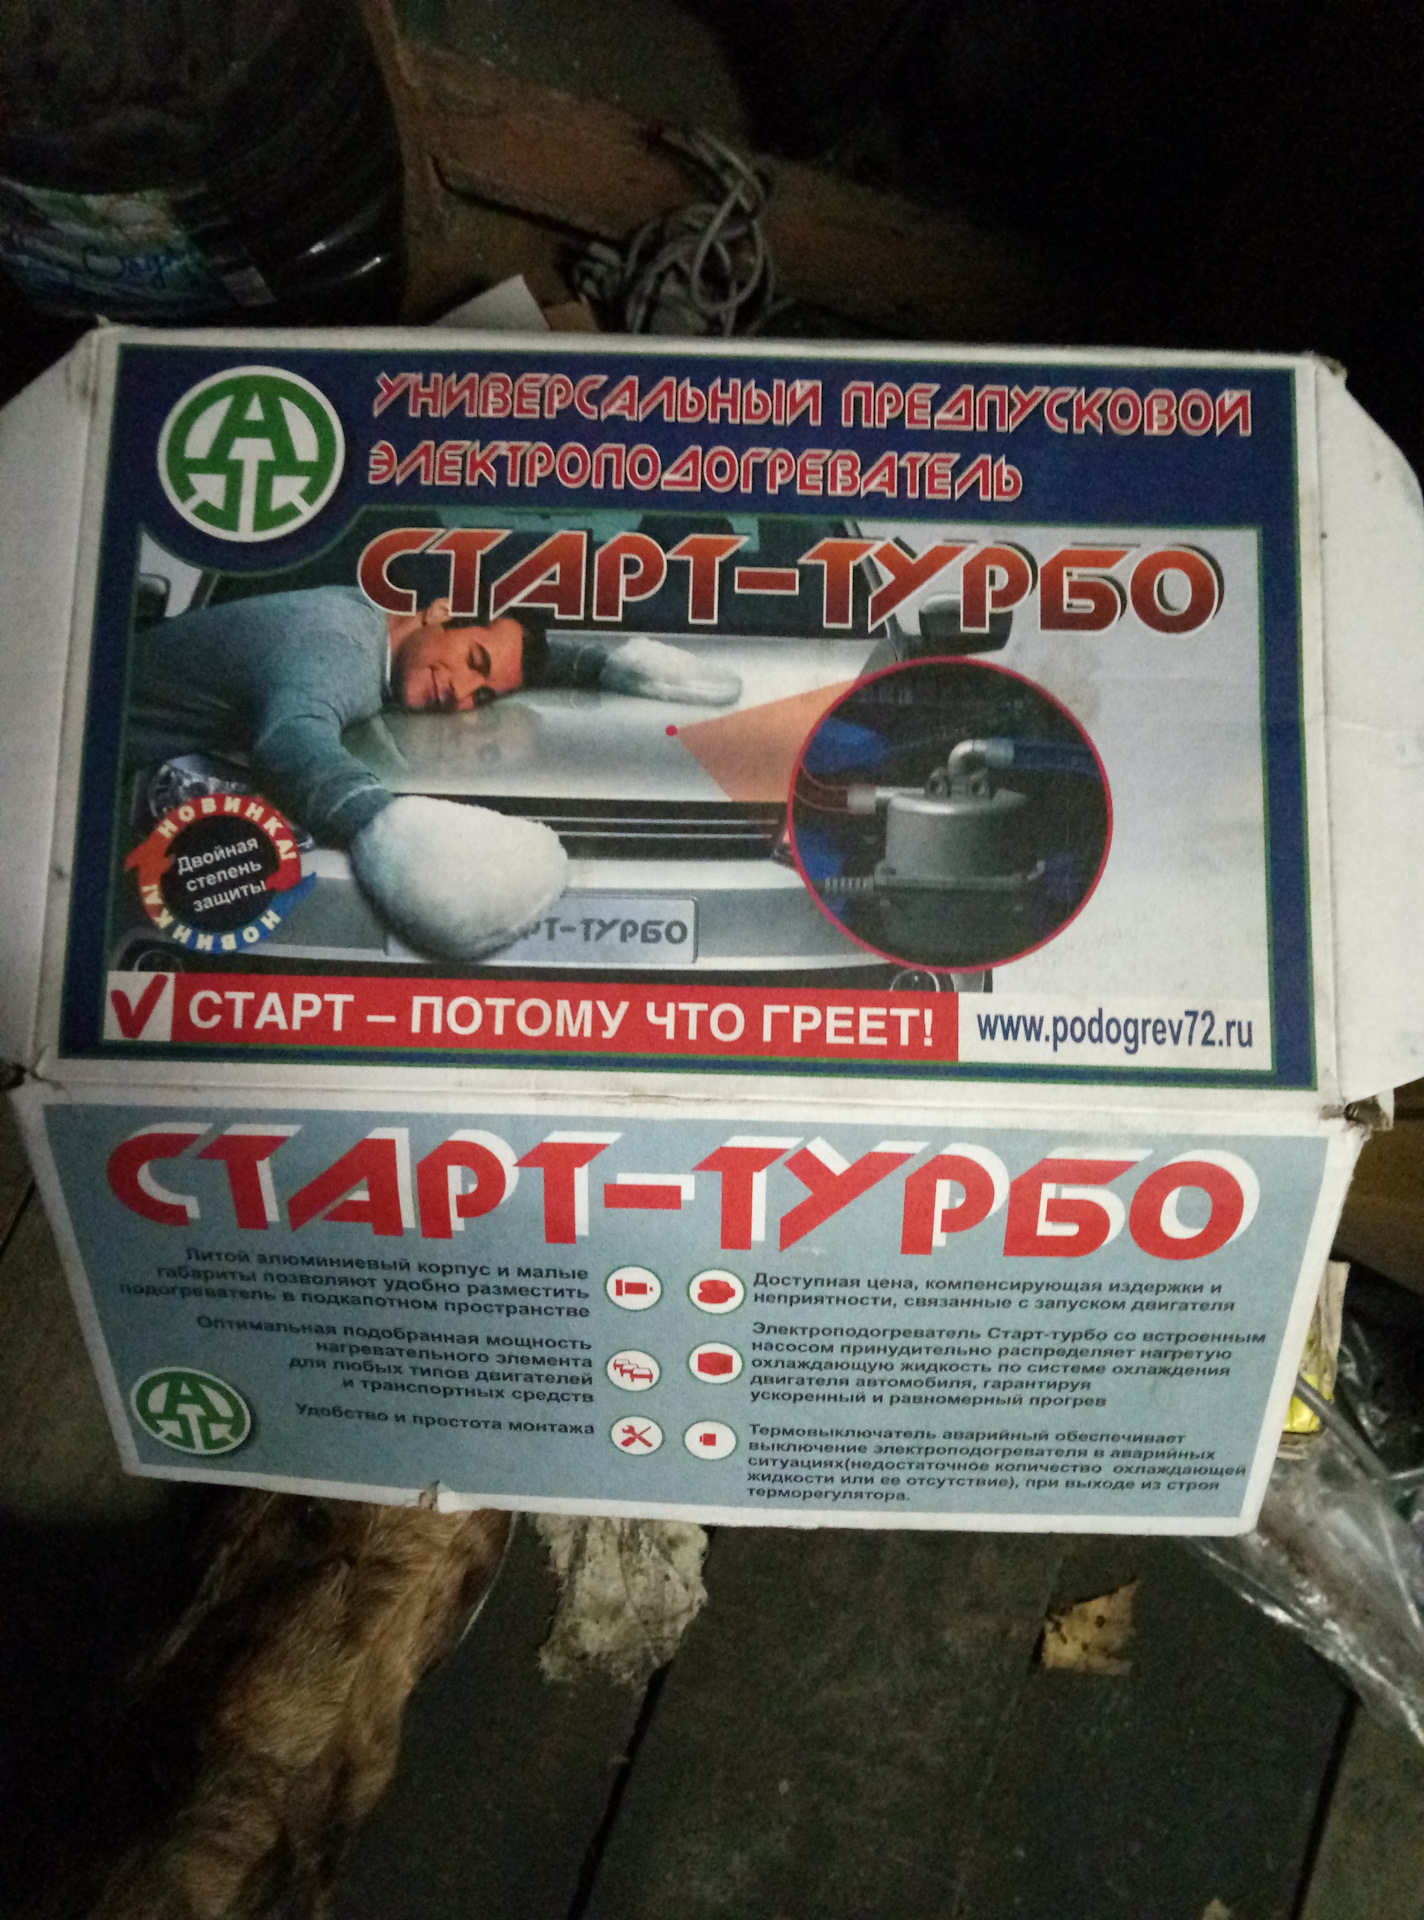 Сода
УНИВЕРСАЛЬНЫЙ ПРЕДПУСКОВОЙ
ЭЛЕКТРОПОДОГРЕВАТЕЛЬ
СТАРТ-ТУРБО
НОВИНКА!
Двойная
степень
защиты
НОВИНКА!
РТ-ТУРБО
СТАРТ – ПОТОМУ ЧТО ГРЕЕТ!
www.podogrev72.ru
СТАРТ-ТУРБО
Литой алюминиевый корпус и малые
габариты позволяют удобно разместить
подогреватель в подкапотном пространстве
Оптимальная подобранная мощность
нагревательного элемента
для любых типов двигателей
и транспортных средств
Удобство и простота монтажа
Доступная цена, компенсирующая издержки и
неприятности, связанные с запуском двигателя
Электроподогреватель Старт-турбо со встроенным
насосом принудительно распределяет нагретую
охлаждающую жидкость по системе охлаждения
двигателя автомобиля, гарантируя
ускоренный и равномерный прогрев
Термовыключатель аварийный обеспечивает
выключение электроподогревателя в аварийных
ситуациях(недостаточное количество охлаждающей
жидкости или ее отсутствие), при выходе из строя
терморегулятора.